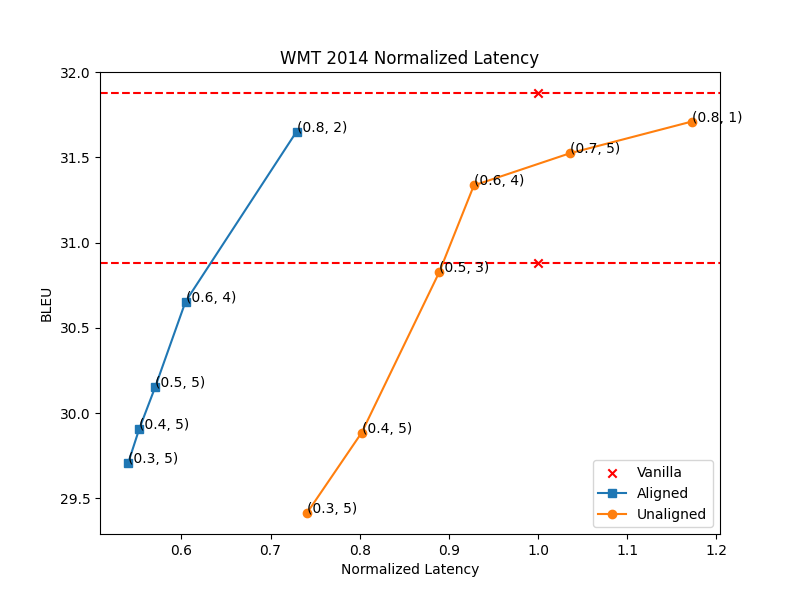 WMT 2014 Normalized Latency
32.0
31.5
31.0
30.5
30.0
29.5
BLEU
(0.8, 2)
(0.6, 4)
(0.5, 5)
(0.4, 5)
(0.3, 5)
(0.8, 1)
(0.7, 5)
(0.6, 4)
(0.5, 3)
(0.4, 5)
(0.3, 5)
Vanilla
Aligned
Unaligned
0.6 0.7 0.8 0.9 1.0 1.1 1.2
Normalized Latency